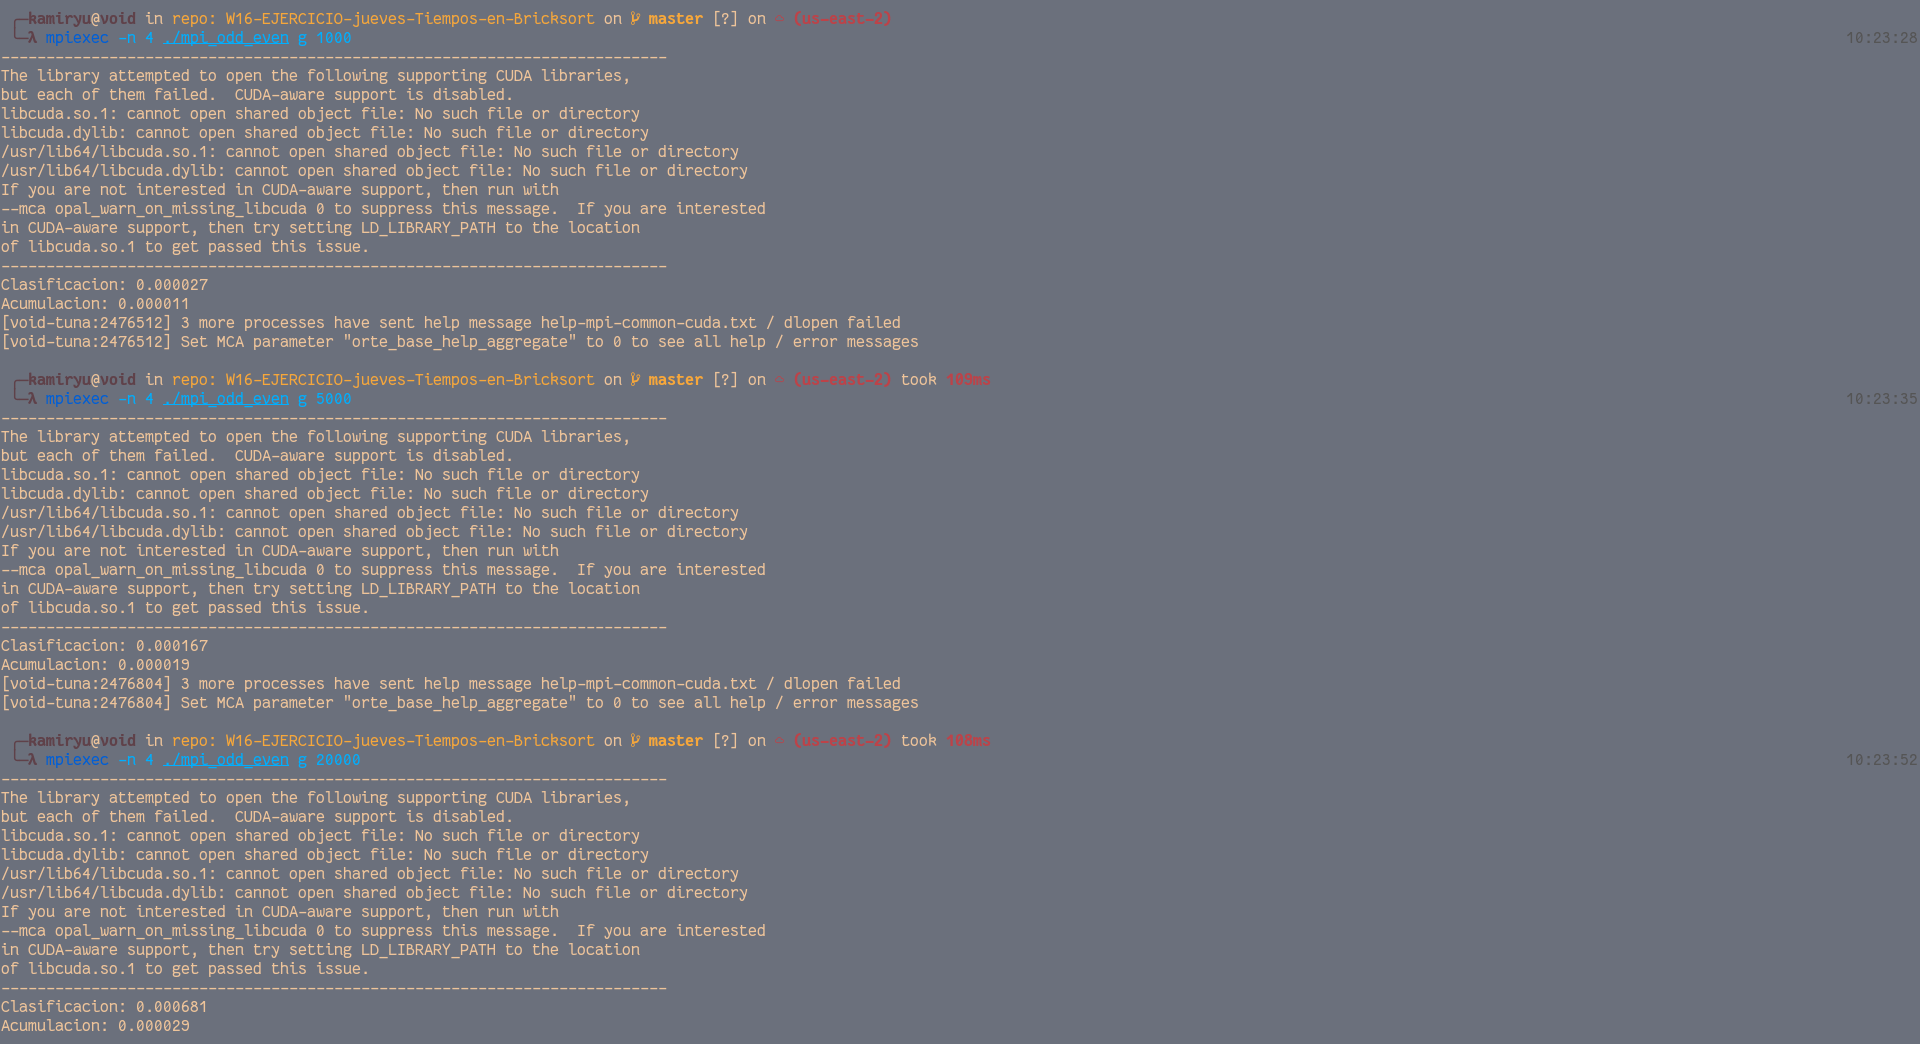 kamiryu@void in repo: W16-EJERCICIO-jueves-Tiempos-en-Bricksort on master [?] on (us-east-2)
λ mpiexec -n 4 ./mpi_odd_even g 1000 10:23:28
--------------------------------------------------------------------------
The library attempted to open the following supporting CUDA libraries,
but each of them failed.  CUDA-aware support is disabled.
libcuda.so.1: cannot open shared object file: No such file or directory
libcuda.dylib: cannot open shared object file: No such file or directory
/usr/lib64/libcuda.so.1: cannot open shared object file: No such file or directory
/usr/lib64/libcuda.dylib: cannot open shared object file: No such file or directory
If you are not interested in CUDA-aware support, then run with
--mca opal_warn_on_missing_libcuda 0 to suppress this message.  If you are interested
in CUDA-aware support, then try setting LD_LIBRARY_PATH to the location
of libcuda.so.1 to get passed this issue.
--------------------------------------------------------------------------
Clasificacion: 0.000027
Acumulacion: 0.000011
[void-tuna:2476512] 3 more processes have sent help message help-mpi-common-cuda.txt / dlopen failed
[void-tuna:2476512] Set MCA parameter "orte_base_help_aggregate" to 0 to see all help / error messages
kamiryu@void in repo: W16-EJERCICIO-jueves-Tiempos-en-Bricksort on master [?] on (us-east-2) took 109ms
λ mpiexec -n 4 ./mpi_odd_even g 5000 10:23:35
--------------------------------------------------------------------------
The library attempted to open the following supporting CUDA libraries,
but each of them failed.  CUDA-aware support is disabled.
libcuda.so.1: cannot open shared object file: No such file or directory
libcuda.dylib: cannot open shared object file: No such file or directory
/usr/lib64/libcuda.so.1: cannot open shared object file: No such file or directory
/usr/lib64/libcuda.dylib: cannot open shared object file: No such file or directory
If you are not interested in CUDA-aware support, then run with
--mca opal_warn_on_missing_libcuda 0 to suppress this message.  If you are interested
in CUDA-aware support, then try setting LD_LIBRARY_PATH to the location
of libcuda.so.1 to get passed this issue.
--------------------------------------------------------------------------
Clasificacion: 0.000167
Acumulacion: 0.000019
[void-tuna:2476804] 3 more processes have sent help message help-mpi-common-cuda.txt / dlopen failed
[void-tuna:2476804] Set MCA parameter "orte_base_help_aggregate" to 0 to see all help / error messages
kamiryu@void in repo: W16-EJERCICIO-jueves-Tiempos-en-Bricksort on master [?] on (us-east-2) took 108ms
λ mpiexec -n 4 ./mpi_odd_even g 20000 10:23:52
--------------------------------------------------------------------------
The library attempted to open the following supporting CUDA libraries,
but each of them failed.  CUDA-aware support is disabled.
libcuda.so.1: cannot open shared object file: No such file or directory
libcuda.dylib: cannot open shared object file: No such file or directory
/usr/lib64/libcuda.so.1: cannot open shared object file: No such file or directory
/usr/lib64/libcuda.dylib: cannot open shared object file: No such file or directory
If you are not interested in CUDA-aware support, then run with
--mca opal_warn_on_missing_libcuda 0 to suppress this message.  If you are interested
in CUDA-aware support, then try setting LD_LIBRARY_PATH to the location
of libcuda.so.1 to get passed this issue.
--------------------------------------------------------------------------
Clasificacion: 0.000681
Acumulacion: 0.000029